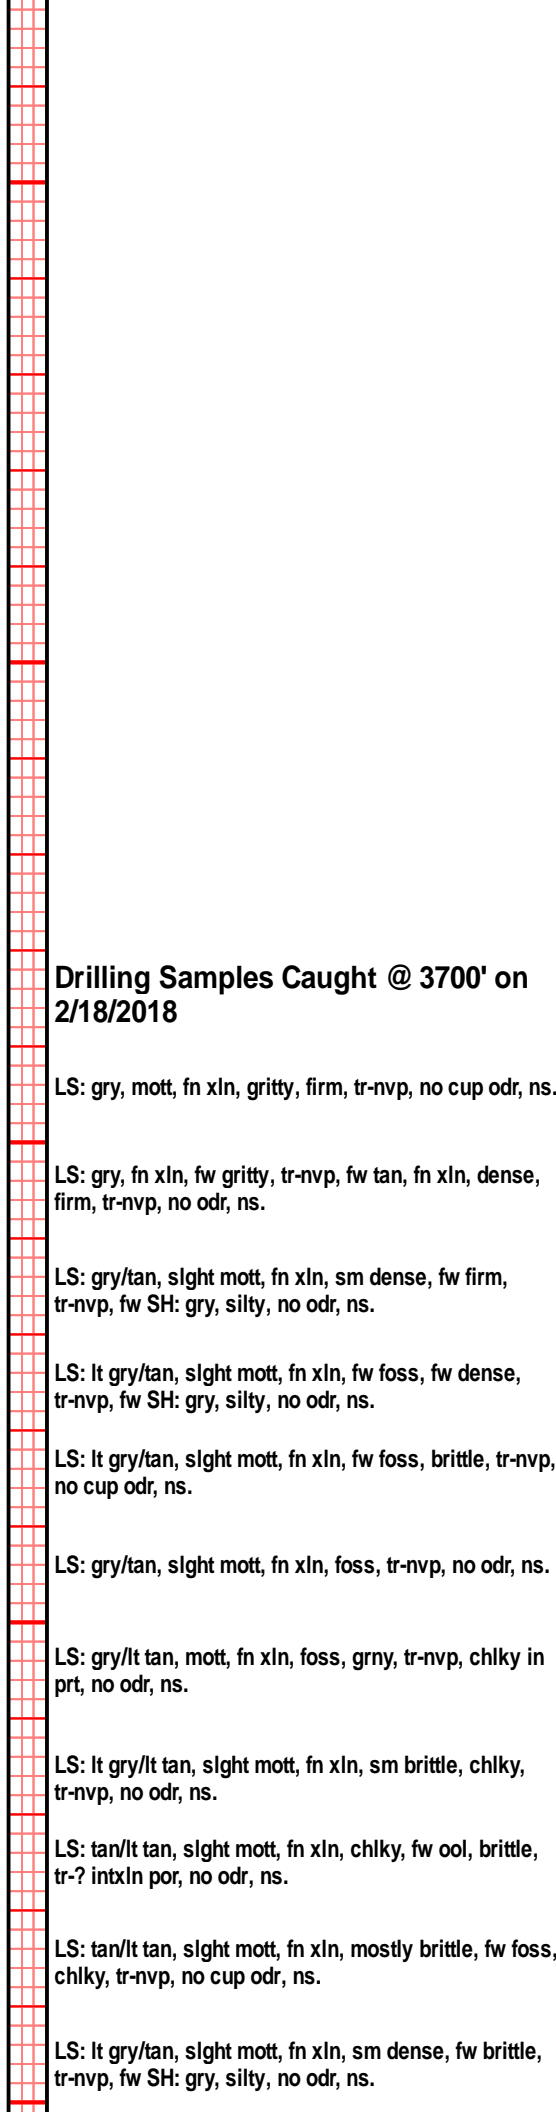 Drilling Samples Caught @ 3700' on
2/18/2018
LS: gry, mott, fn xln, gritty, firm, tr-nvp, no cup odr, ns.
LS: gry, fn xln, fw gritty, tr-nvp, fw tan, fn xln, dense,
firm, tr-nvp, no odr, ns.
LS: gry/tan, slght mott, fn xln, sm dense, fw firm,
tr-nvp, fw SH: gry, silty, no odr, ns.
LS: lt gry/tan, slght mott, fn xln, fw foss, fw dense,
tr-nvp, fw SH: gry, silty, no odr, ns.
LS: lt gry/tan, slght mott, fn xln, fw foss, brittle, tr-nvp,
no cup odr, ns.
LS: gry/tan, slght mott, fn xln, foss, tr-nvp, no odr, ns.
LS: gry/lt tan, mott, fn xln, foss, grny, tr-nvp, chlky in
prt, no odr, ns.
LS: lt gry/lt tan, slght mott, fn xln, sm brittle, chlky,
tr-nvp, no odr, ns.
LS: tan/lt tan, slght mott, fn xln, chlky, fw ool, brittle,
tr-? intxln por, no odr, ns.
LS: tan/lt tan, slght mott, fn xln, mostly brittle, fw foss,
chlky, tr-nvp, no cup odr, ns.
LS: lt gry/tan, slght mott, fn xln, sm dense, fw brittle,
tr-nvp, fw SH: gry, silty, no odr, ns.